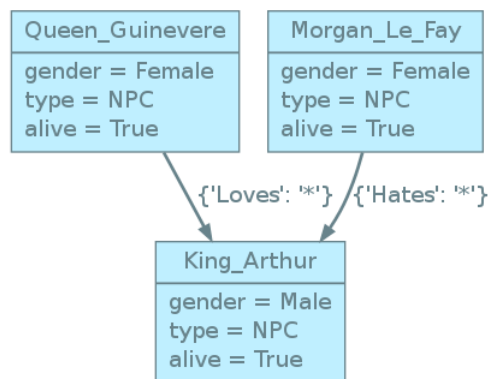 Queen_Guinevere
gender = Female
type = NPC
alive = True
Morgan_Le_Fay
gender = Female
type = NPC
alive = True
{'Loves': '*'}
{'Hates': '*'}
King_Arthur
gender = Male
type = NPC
alive = True